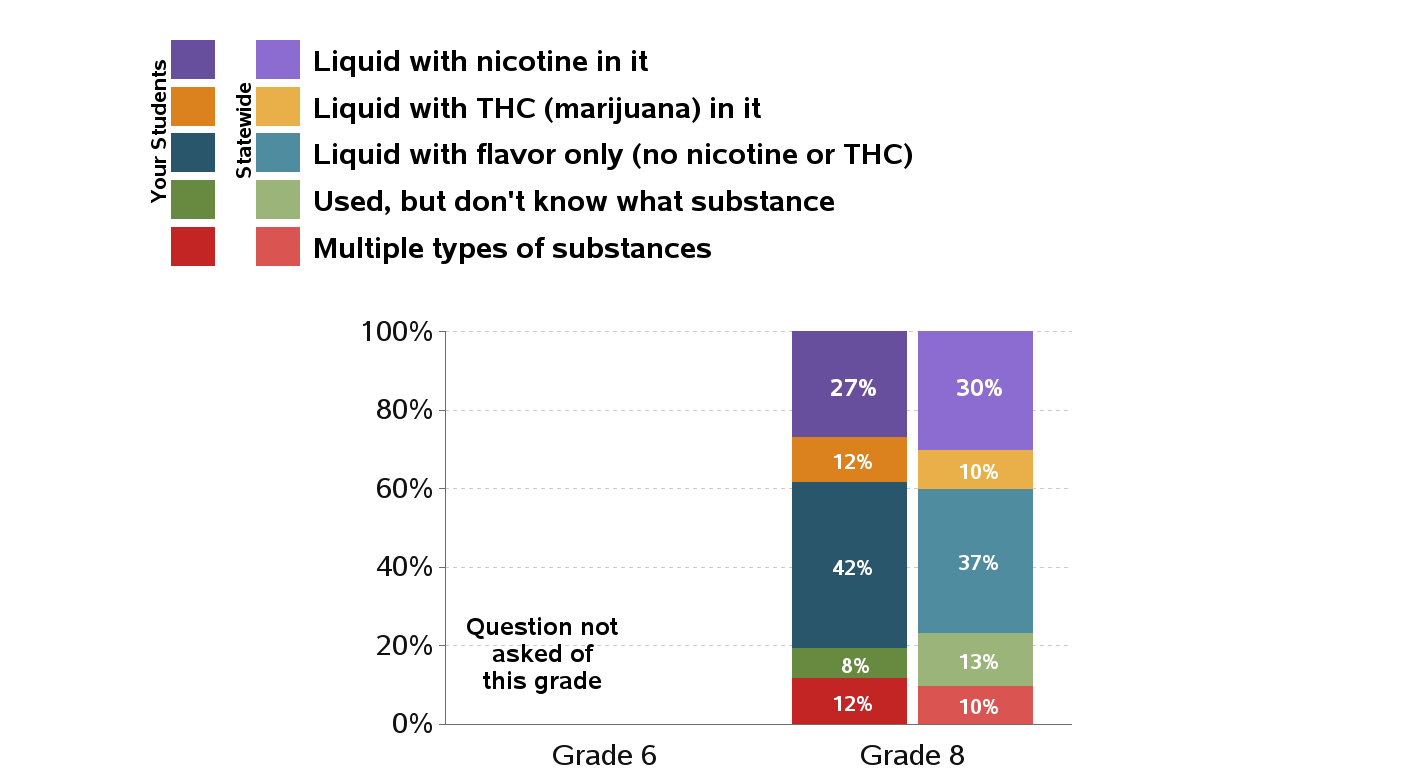 Your Students
Statewide
Liquid with nicotine in it
Liquid with THC (marijuana) in it
Liquid with flavor only (no nicotine or THC)
Used, but don't know what substance
Multiple types of substances
100%
80%
60%
40%
20%
0%
27%
12%
42%
8%
12%
30%
10%
37%
13%
10%
Question not
asked of
this grade
Grade 6
Grade 8